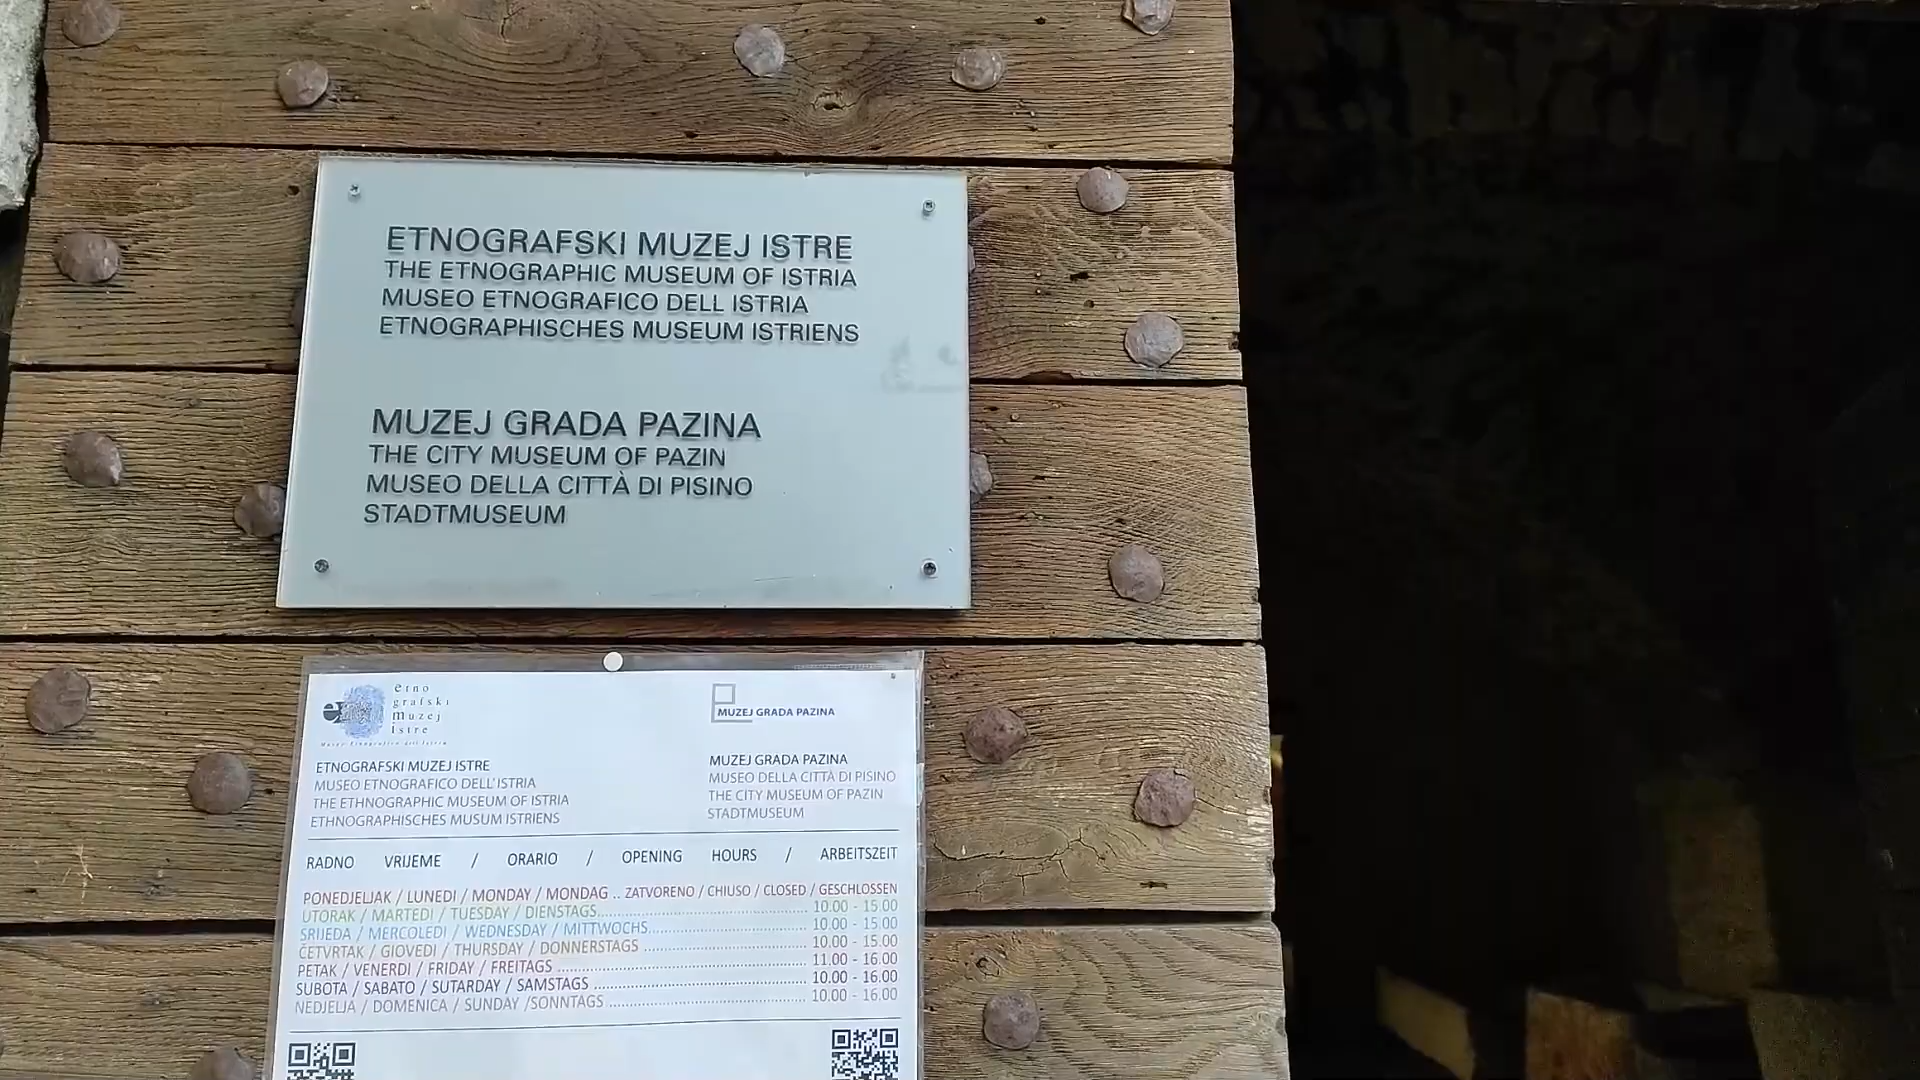 ETNOGRAFSKI MUZEJ ISTRE
THE ETNOGRAPHIC MUSEUM OF ISTRIA
MUSEO ETNOGRAFICO DELL ISTRIA
ETNOGRAPHISCHES MUSEUM ISTRIENS
MUZEJ GRADA PAZINA
THE CITY MUSEUM OF PAZIN
MUSEO DELLA CITTÀ DI PISINO
STADTMUSEUM
etno
grafski
muzej
istre
MUZEJ GRADA PAZINA
ETNOGRAFSKI MUZEJ ISTRE
MUSEO ETNOGRAFICO DELL'ISTRIA
THE ETHNOGRAPHIC MUSEUM OF ISTRIA
ETHNOGRAPHISCHES MUSUM ISTRIENS
MUZEJ GRADA PAZINA
MUSEO DELLA CITTÀ DI PISINO
THE CITY MUSEUM OF PAZIN
STADTMUSEUM
RADNO VRIJEME / ORARIO / OPENING HOURS / ARBEITSZEIT
PONEDJELJAK / LUNEDI / MONDAY / MONDAG .. ZATVORENO / CHIUSO / CLOSED / GESCHLOSSEN
UTORAK / MARTEDI / TUESDAY / DIENSTAGS 10.00 - 15.00
SRIJEDA / MERCOLEDI / WEDNESDAY / MITTWOCHS 10.00 - 15.00
ČETVRTAK / GIOVEDI / THURSDAY / DONNERSTAGS 10.00 - 15.00
PETAK / VENERDI / FRIDAY / FREITAGS 11.00 - 16.00
SUBOTA / SABATO / SUTARDAY / SAMSTAGS 10.00 - 16.00
NEDJELJA / DOMENICA / SUNDAY /SONNTAGS 10.00 - 16.00